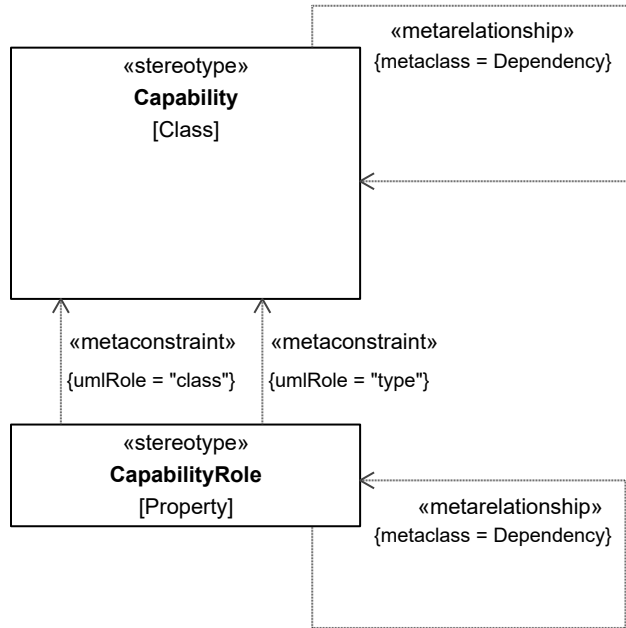 «metarelationship»
{metaclass = Dependency}
«stereotype»
Capability
[Class]
«metaconstraint»
{umlRole = "class"}
«metaconstraint»
{umlRole = "type"}
«stereotype»
CapabilityRole
[Property]
«metarelationship»
{metaclass = Dependency}